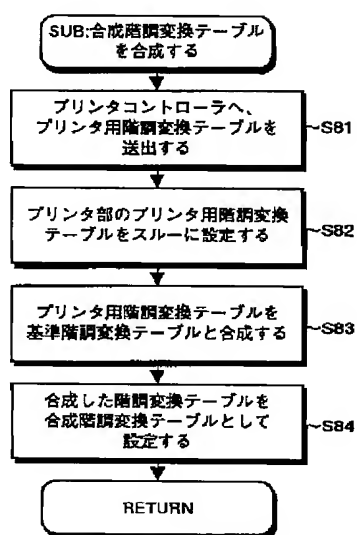 SUB:合成階調変換テーブル
を合成する
プリンタコントローラへ、
プリンタ用階調変換テーブルを
送出する
~S81
プリンタ部のプリンタ用階調変換
テーブルをスルーに設定する
~S82
プリンタ用階調変換テーブルを
基準階調変換テーブルと合成する
~S83
合成した階調変換テーブルを
合成階調変換テーブルとして
設定する
~S84
RETURN